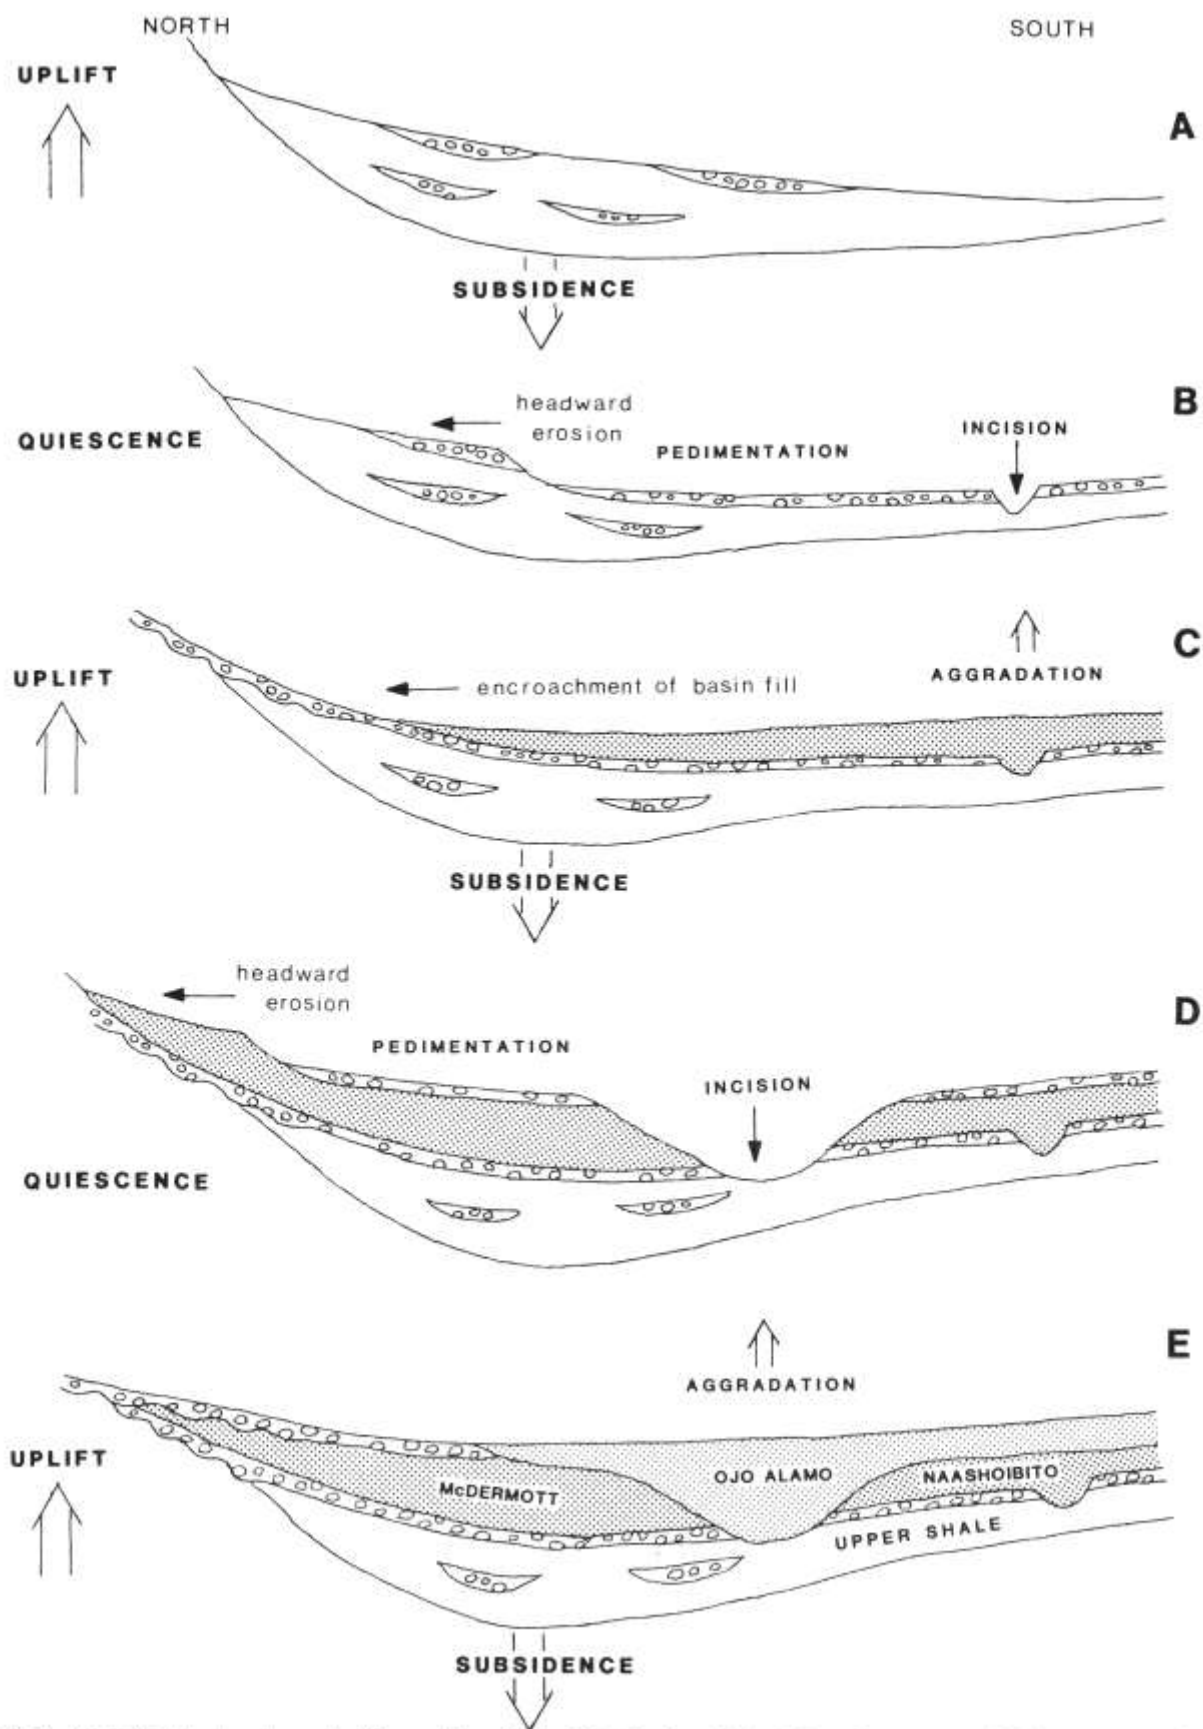 NORTH
SOUTH
UPLIFT
A
SUBSIDENCE
B
headward
erosion
QUIESCENCE
PEDIMENTATION
INCISION
C
UPLIFT
AGGRADATION
encroachment of basin fill
SUBSIDENCE
headward
erosion
D
PEDIMENTATION
INCISION
QUIESCENCE
E
AGGRADATION
UPLIFT
McDERMOTT
OJO ALAMO
NAASHOIBITO
UPPER SHALE
SUBSIDENCE